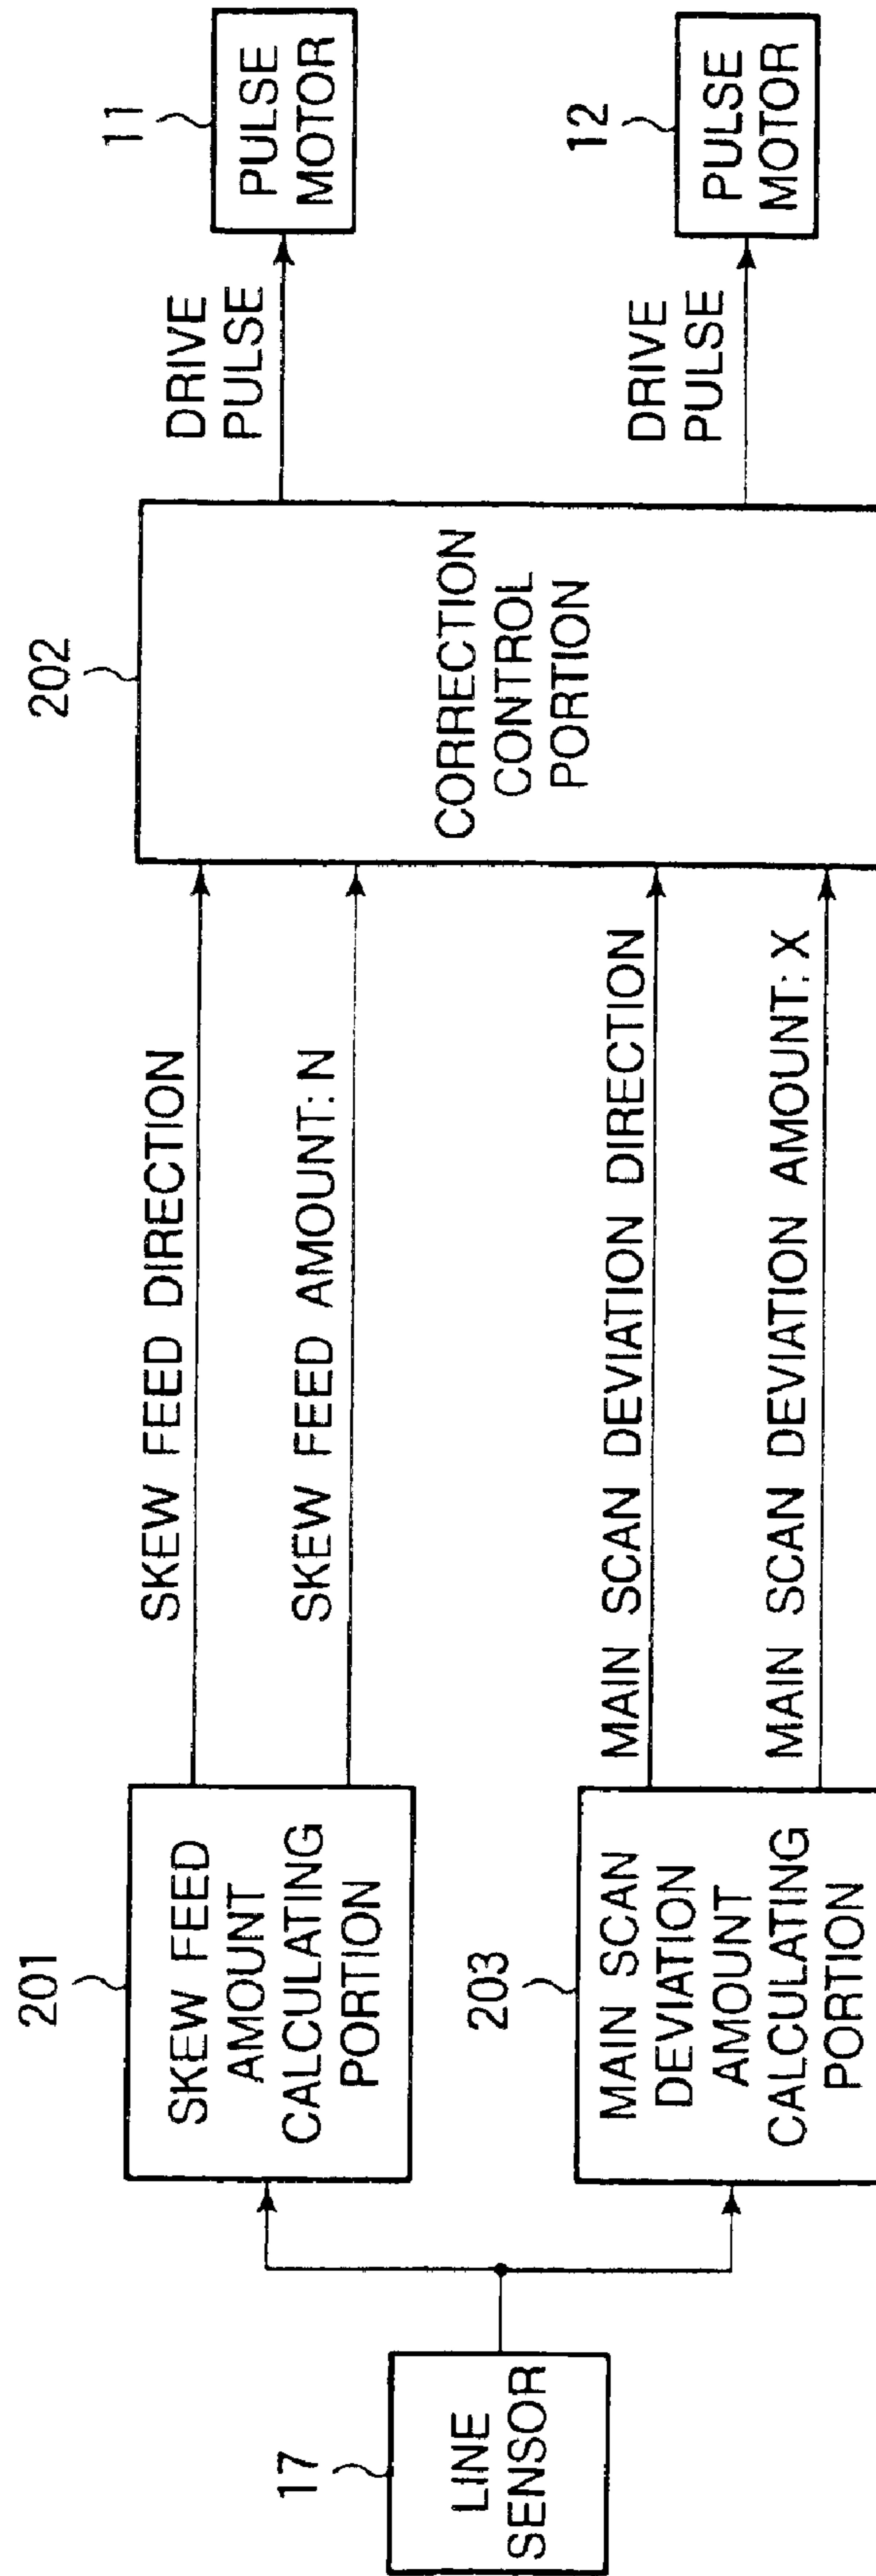 17
LINE
SENSOR
201
SKEW FEED
AMOUNT
CALCULATING
PORTION
203
MAIN SCAN
DEVIATION
AMOUNT
CALCULATING
PORTION
SKEW FEED DIRECTION
SKEW FEED AMOUNT: N
MAIN SCAN DEVIATION DIRECTION
MAIN SCAN DEVIATION AMOUNT: X
202
CORRECTION
CONTROL
PORTION
DRIVE
PULSE
DRIVE
PULSE
11
PULSE
MOTOR
12
PULSE
MOTOR